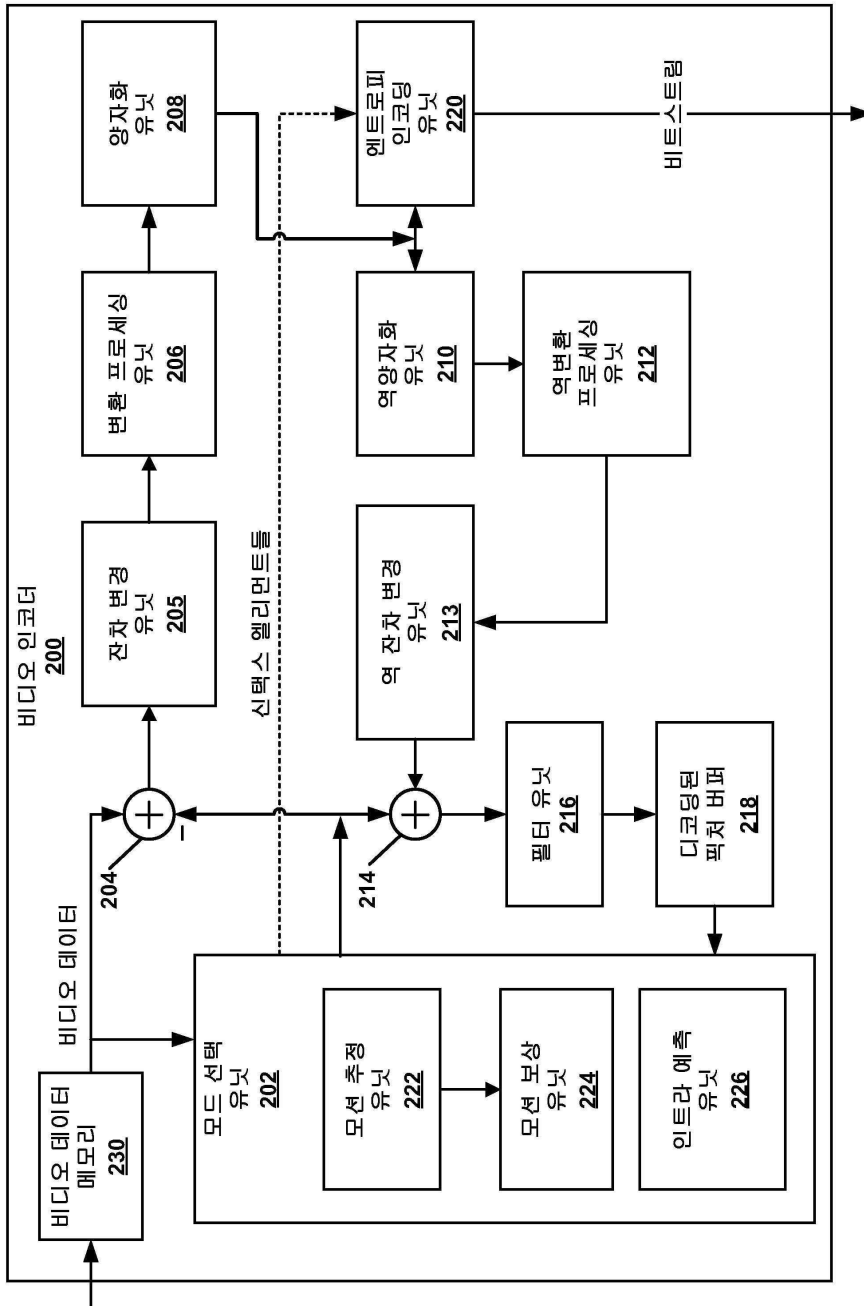 비디오 인코더
200
비디오 데이터
메모리
230
비디오 데이터
204
-
잔차 변경
유닛
205
변환 프로세싱
유닛
206
양자화
유닛
208
신택스 엘리먼트들
모드 선택
유닛
202
모션 추정
유닛
222
모션 보상
유닛
224
인트라 예측
유닛
226
214
역 잔차 변경
유닛
213
역양자화
유닛
210
엔트로피
인코딩
유닛
220
역변환
프로세싱
유닛
212
필터 유닛
216
디코딩된
픽처 버퍼
218
비트스트림